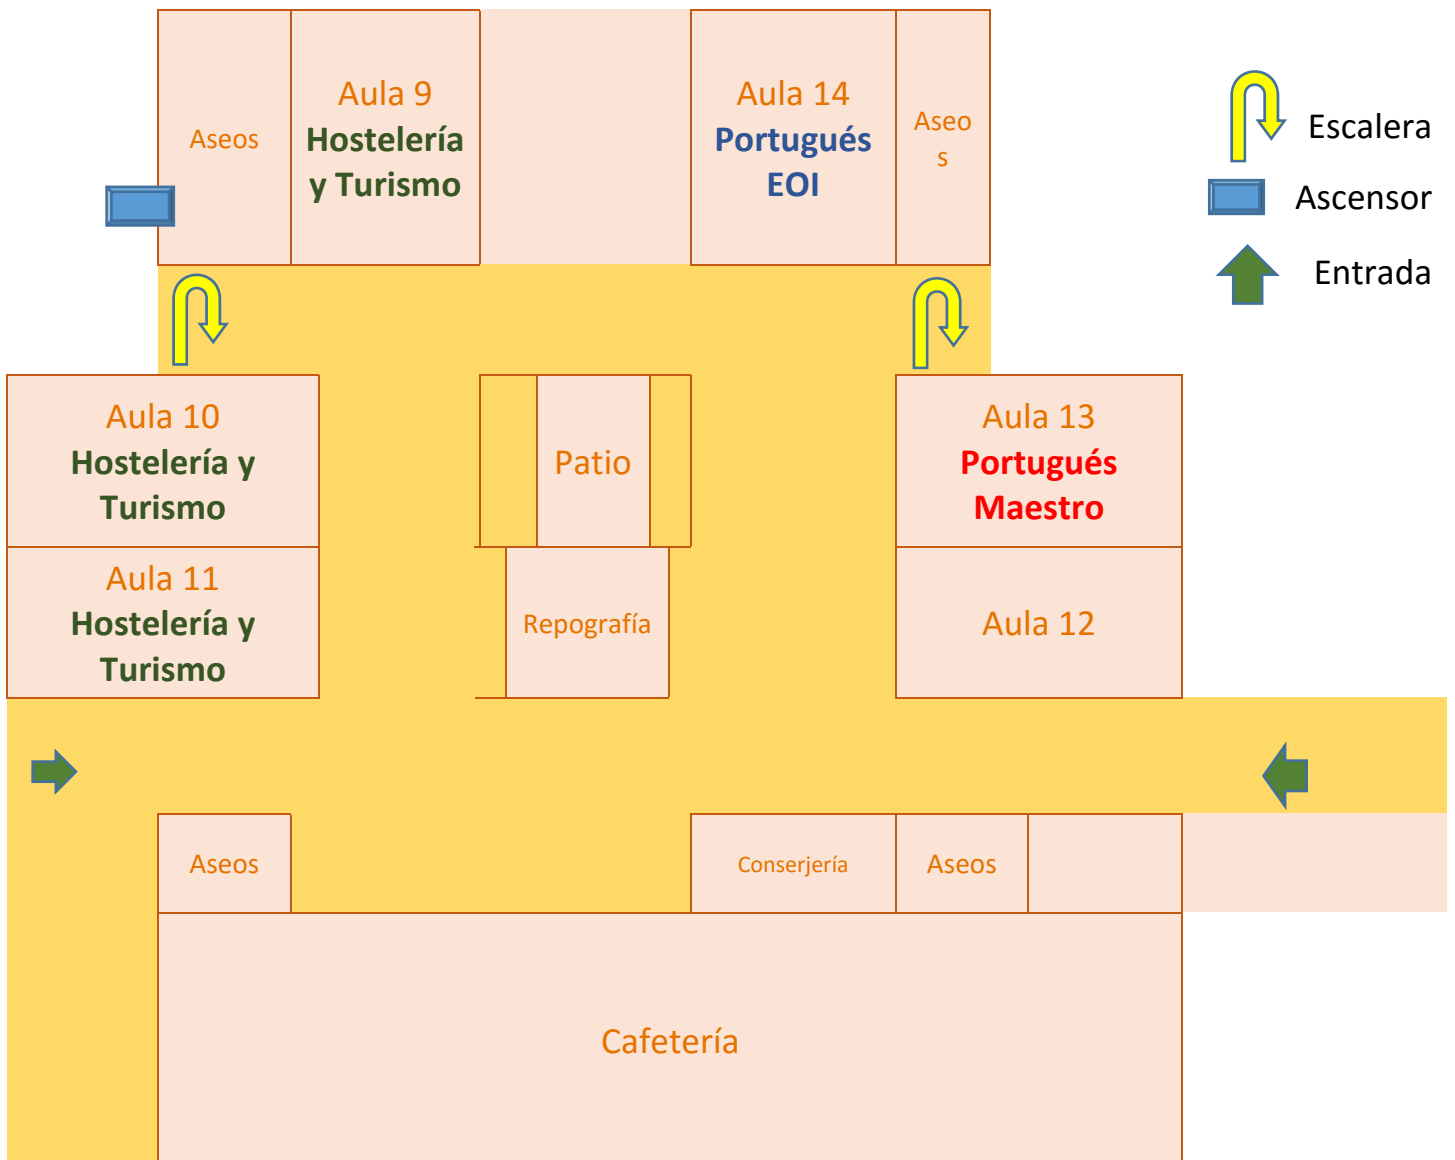 Aseos
Aula 9
Hostelería
y Turismo
Aula 14
Portugués
EOI
Aseo
s
Escalera
Ascensor
Entrada
Aula 10
Hostelería y
Turismo
Patio
Aula 13
Portugués
Maestro
Aula 11
Hostelería y
Turismo
Repografía
Aula 12
Aseos
Conserjería
Aseos
Cafetería